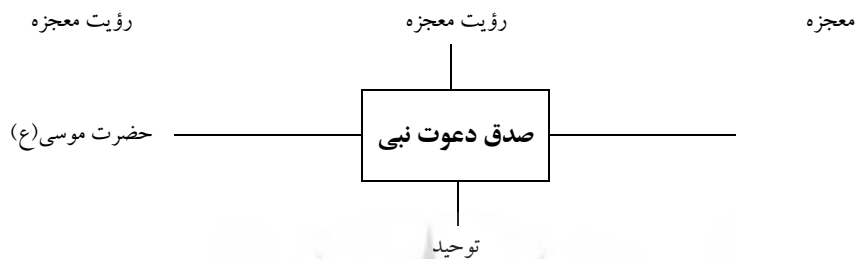 معجزه رؤیت معجزه رؤیت معجزه
صدق دعوت نبی حضرت موسی(ع)
توحید